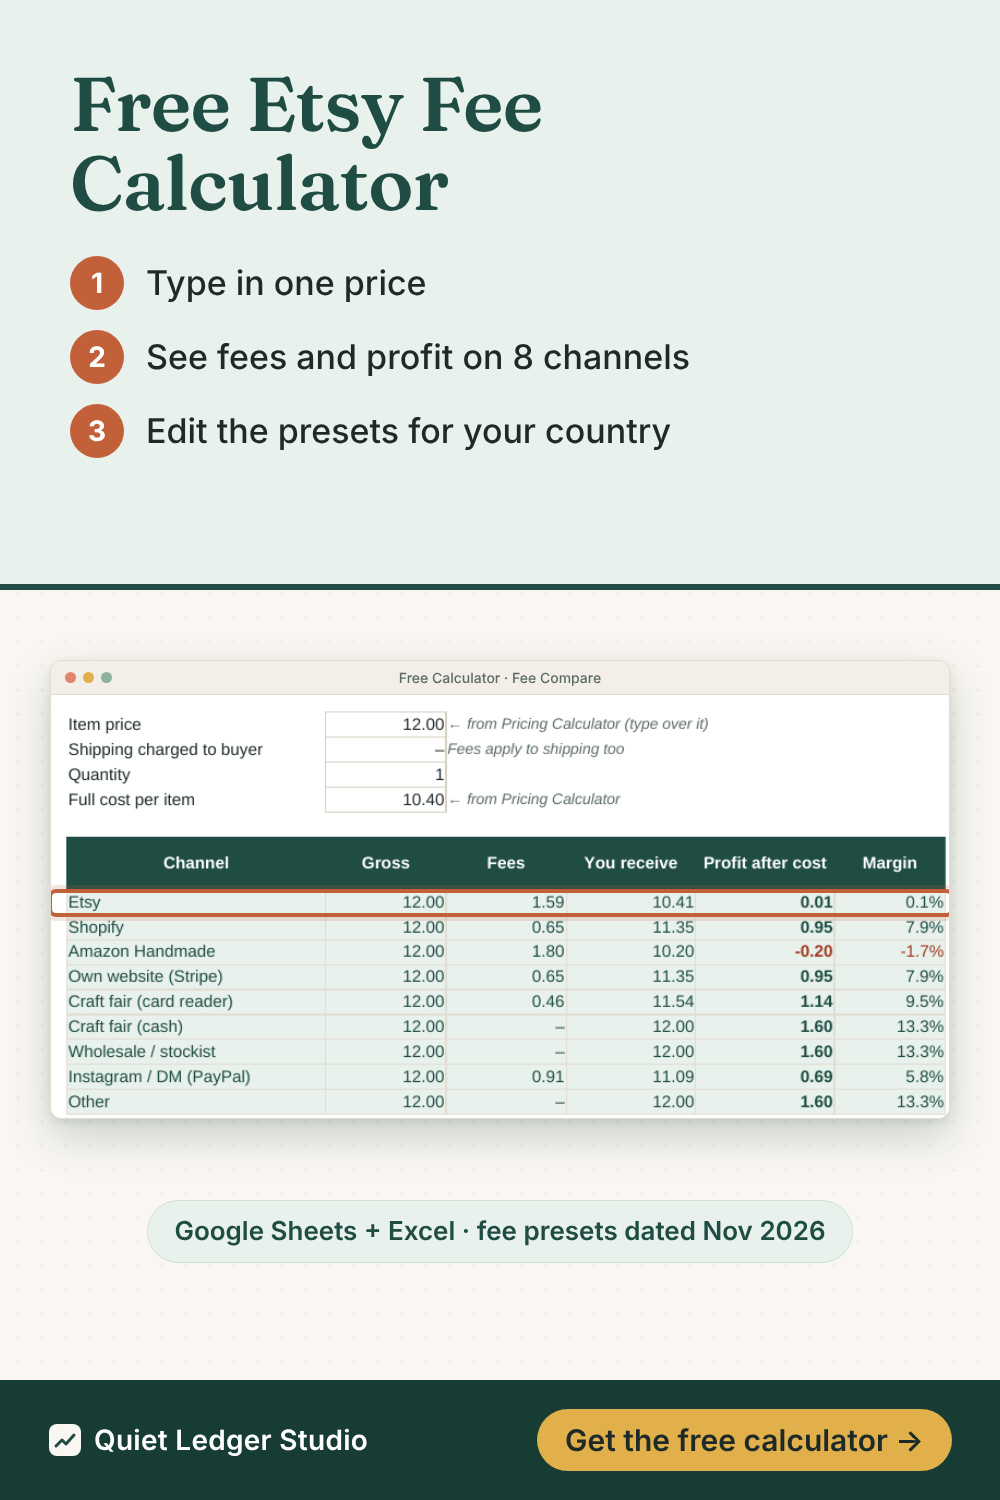 Free Etsy Fee
Calculator
1 Type in one price
2 See fees and profit on 8 channels
3 Edit the presets for your country
Free Calculator · Fee Compare
Item price 12.00 ← from Pricing Calculator (type over it)
Shipping charged to buyer – Fees apply to shipping too
Quantity 1
Full cost per item 10.40 ← from Pricing Calculator
Channel Gross Fees You receive Profit after cost Margin
Etsy 12.00 1.59 10.41 0.01 0.1%
Shopify 12.00 0.65 11.35 0.95 7.9%
Amazon Handmade 12.00 1.80 10.20 -0.20 -1.7%
Own website (Stripe) 12.00 0.65 11.35 0.95 7.9%
Craft fair (card reader) 12.00 0.46 11.54 1.14 9.5%
Craft fair (cash) 12.00 – 12.00 1.60 13.3%
Wholesale / stockist 12.00 – 12.00 1.60 13.3%
Instagram / DM (PayPal) 12.00 0.91 11.09 0.69 5.8%
Other 12.00 – 12.00 1.60 13.3%
Google Sheets + Excel · fee presets dated Nov 2026
Quiet Ledger Studio
Get the free calculator →